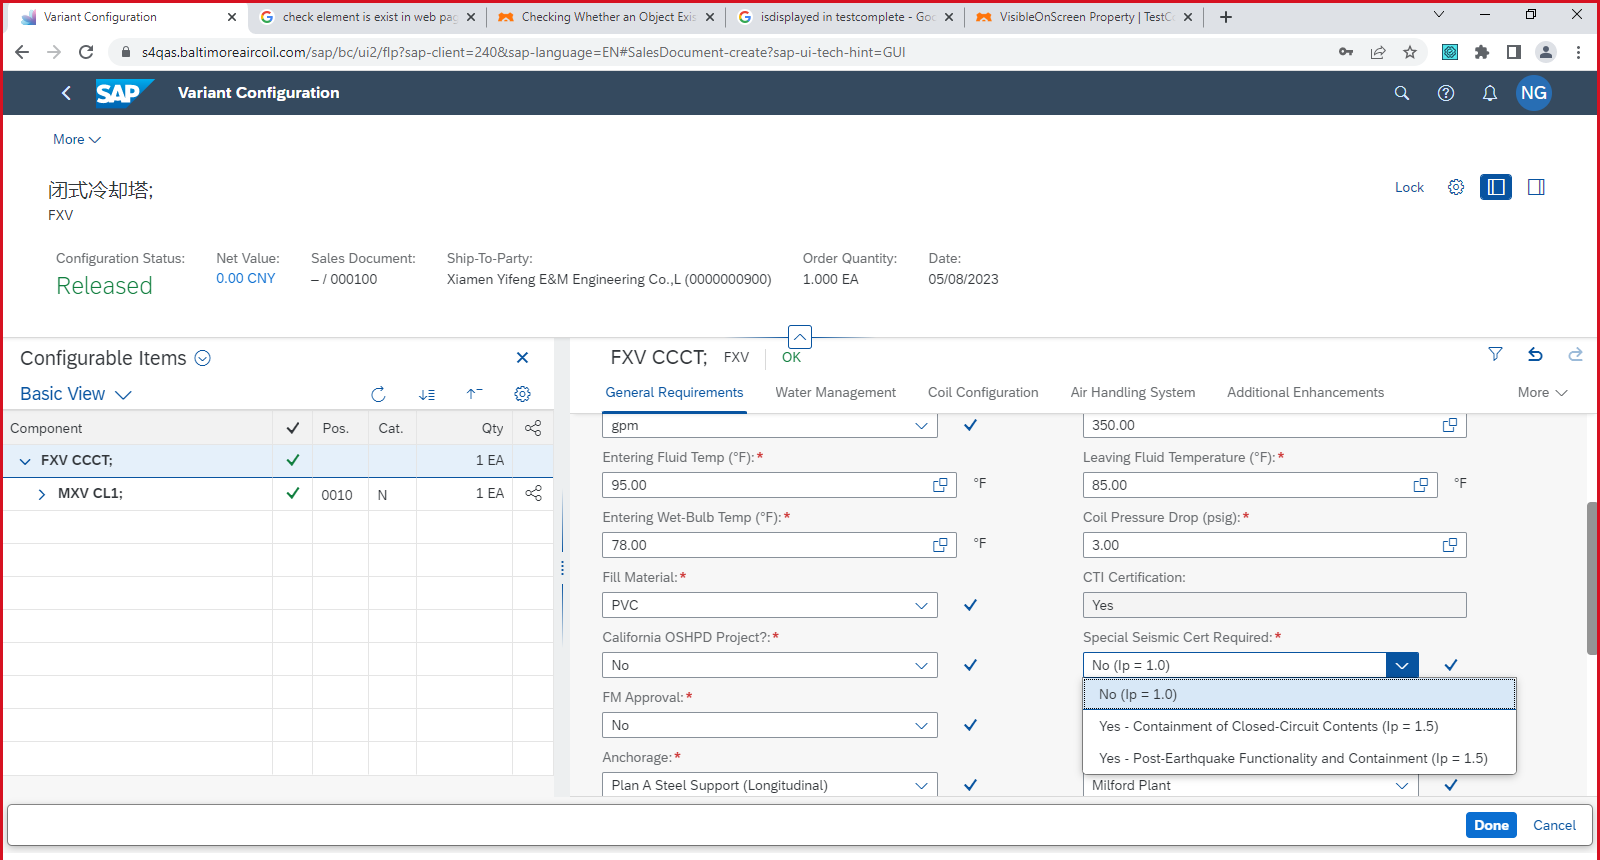 Variant Configuration
check element is exist in web pag
Checking Whether an Object Exis
isdisplayed in testcomplete - Goo
VisibleOnScreen Property | TestCo
s4qas.baltimoreaircoil.com/sap/bc/ui2/flp?sap-client=240&sap-language=EN#SalesDocument-create?sap-ui-tech-hint=GUI
SAP
Variant Configuration
NG
More
闭式冷却塔;
FXV
Lock
Configuration Status:
Released
Net Value:
0.00 CNY
Sales Document:
– / 000100
Ship-To-Party:
Xiamen Yifeng E&M Engineering Co.,L (0000000900)
Order Quantity:
1.000 EA
Date:
05/08/2023
Configurable Items
Basic View
Component
Pos.
Cat.
Qty
FXV CCCT;
1 EA
MXV CL1;
0010
N
1 EA
FXV CCCT;
FXV
OK
General Requirements
Water Management
Coil Configuration
Air Handling System
Additional Enhancements
More
gpm
350.00
Entering Fluid Temp (°F):*
95.00
°F
Leaving Fluid Temperature (°F):*
85.00
°F
Entering Wet-Bulb Temp (°F):*
78.00
°F
Coil Pressure Drop (psig):*
3.00
Fill Material:*
PVC
CTI Certification:
Yes
California OSHPD Project?:*
No
Special Seismic Cert Required:*
No (Ip = 1.0)
No (Ip = 1.0)
Yes - Containment of Closed-Circuit Contents (Ip = 1.5)
Yes - Post-Earthquake Functionality and Containment (Ip = 1.5)
FM Approval:*
No
Anchorage:*
Plan A Steel Support (Longitudinal)
Milford Plant
Done
Cancel